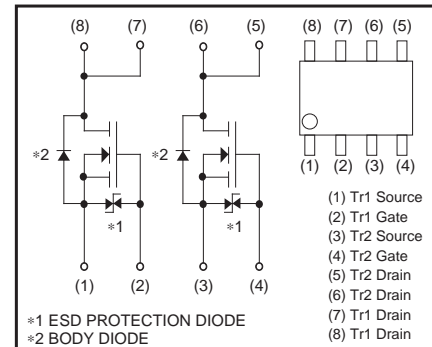 (8) (7) (6) (5)
*2 *2
*1 *1
(1) (2) (3) (4)
*1 ESD PROTECTION DIODE
*2 BODY DIODE
(8) (7) (6) (5)
(1) (2) (3) (4)
(1) Tr1 Source
(2) Tr1 Gate
(3) Tr2 Source
(4) Tr2 Gate
(5) Tr2 Drain
(6) Tr2 Drain
(7) Tr1 Drain
(8) Tr1 Drain